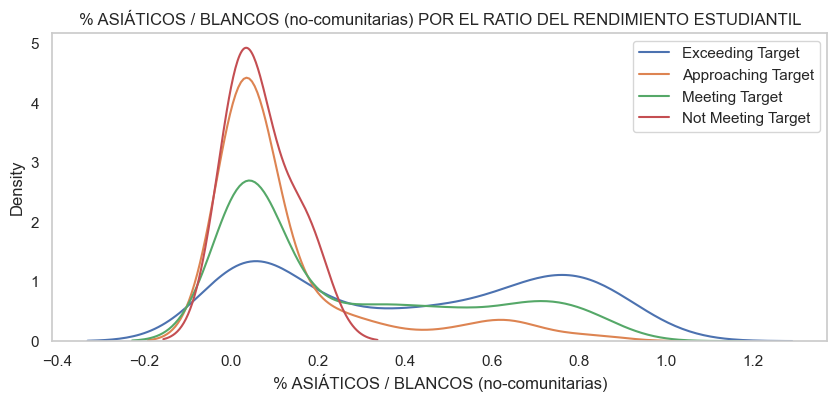 % ASIÁTICOS / BLANCOS (no-comunitarias) POR EL RATIO DEL RENDIMIENTO ESTUDIANTIL
Exceeding Target
Approaching Target
Meeting Target
Not Meeting Target
Density
5
4
3
2
1
0
−0.4 −0.2 0.0 0.2 0.4 0.6 0.8 1.0 1.2
% ASIÁTICOS / BLANCOS (no-comunitarias)